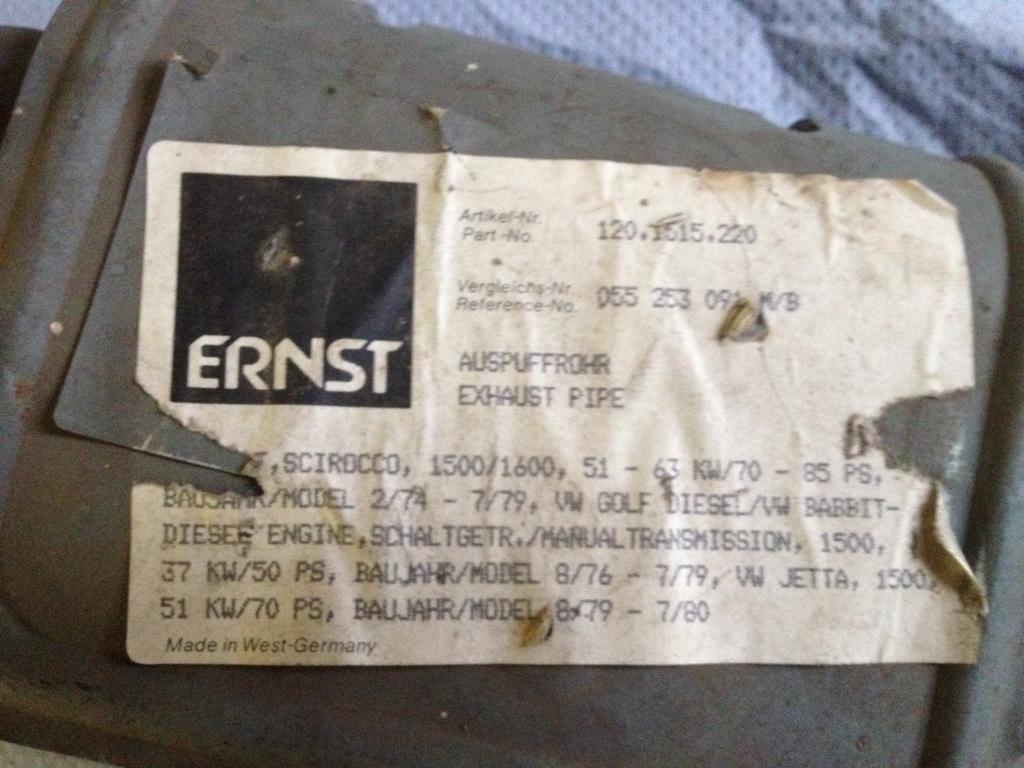 ERNST
Artikel-Nr.
Part-No.
120.1515.220
Vergleichs-Nr.
Reference-No.
055 253 091 M/B
AUSPUFFROHR
EXHAUST PIPE
,SCIROCCO, 1500/1600, 51 - 63 KW/70 - 85 PS,
BAUJAHR/MODEL 2/74 - 7/79, VW GOLF DIESEL/VW BABBIT-
DIESEL ENGINE,SCHALTGETR./MANUALTRANSMISSION, 1500,
37 KW/50 PS, BAUJAHR/MODEL 8/76 - 7/79, VW JETTA, 1500,
51 KW/70 PS, BAUJAHR/MODEL 8/79 - 7/80
Made in West-Germany